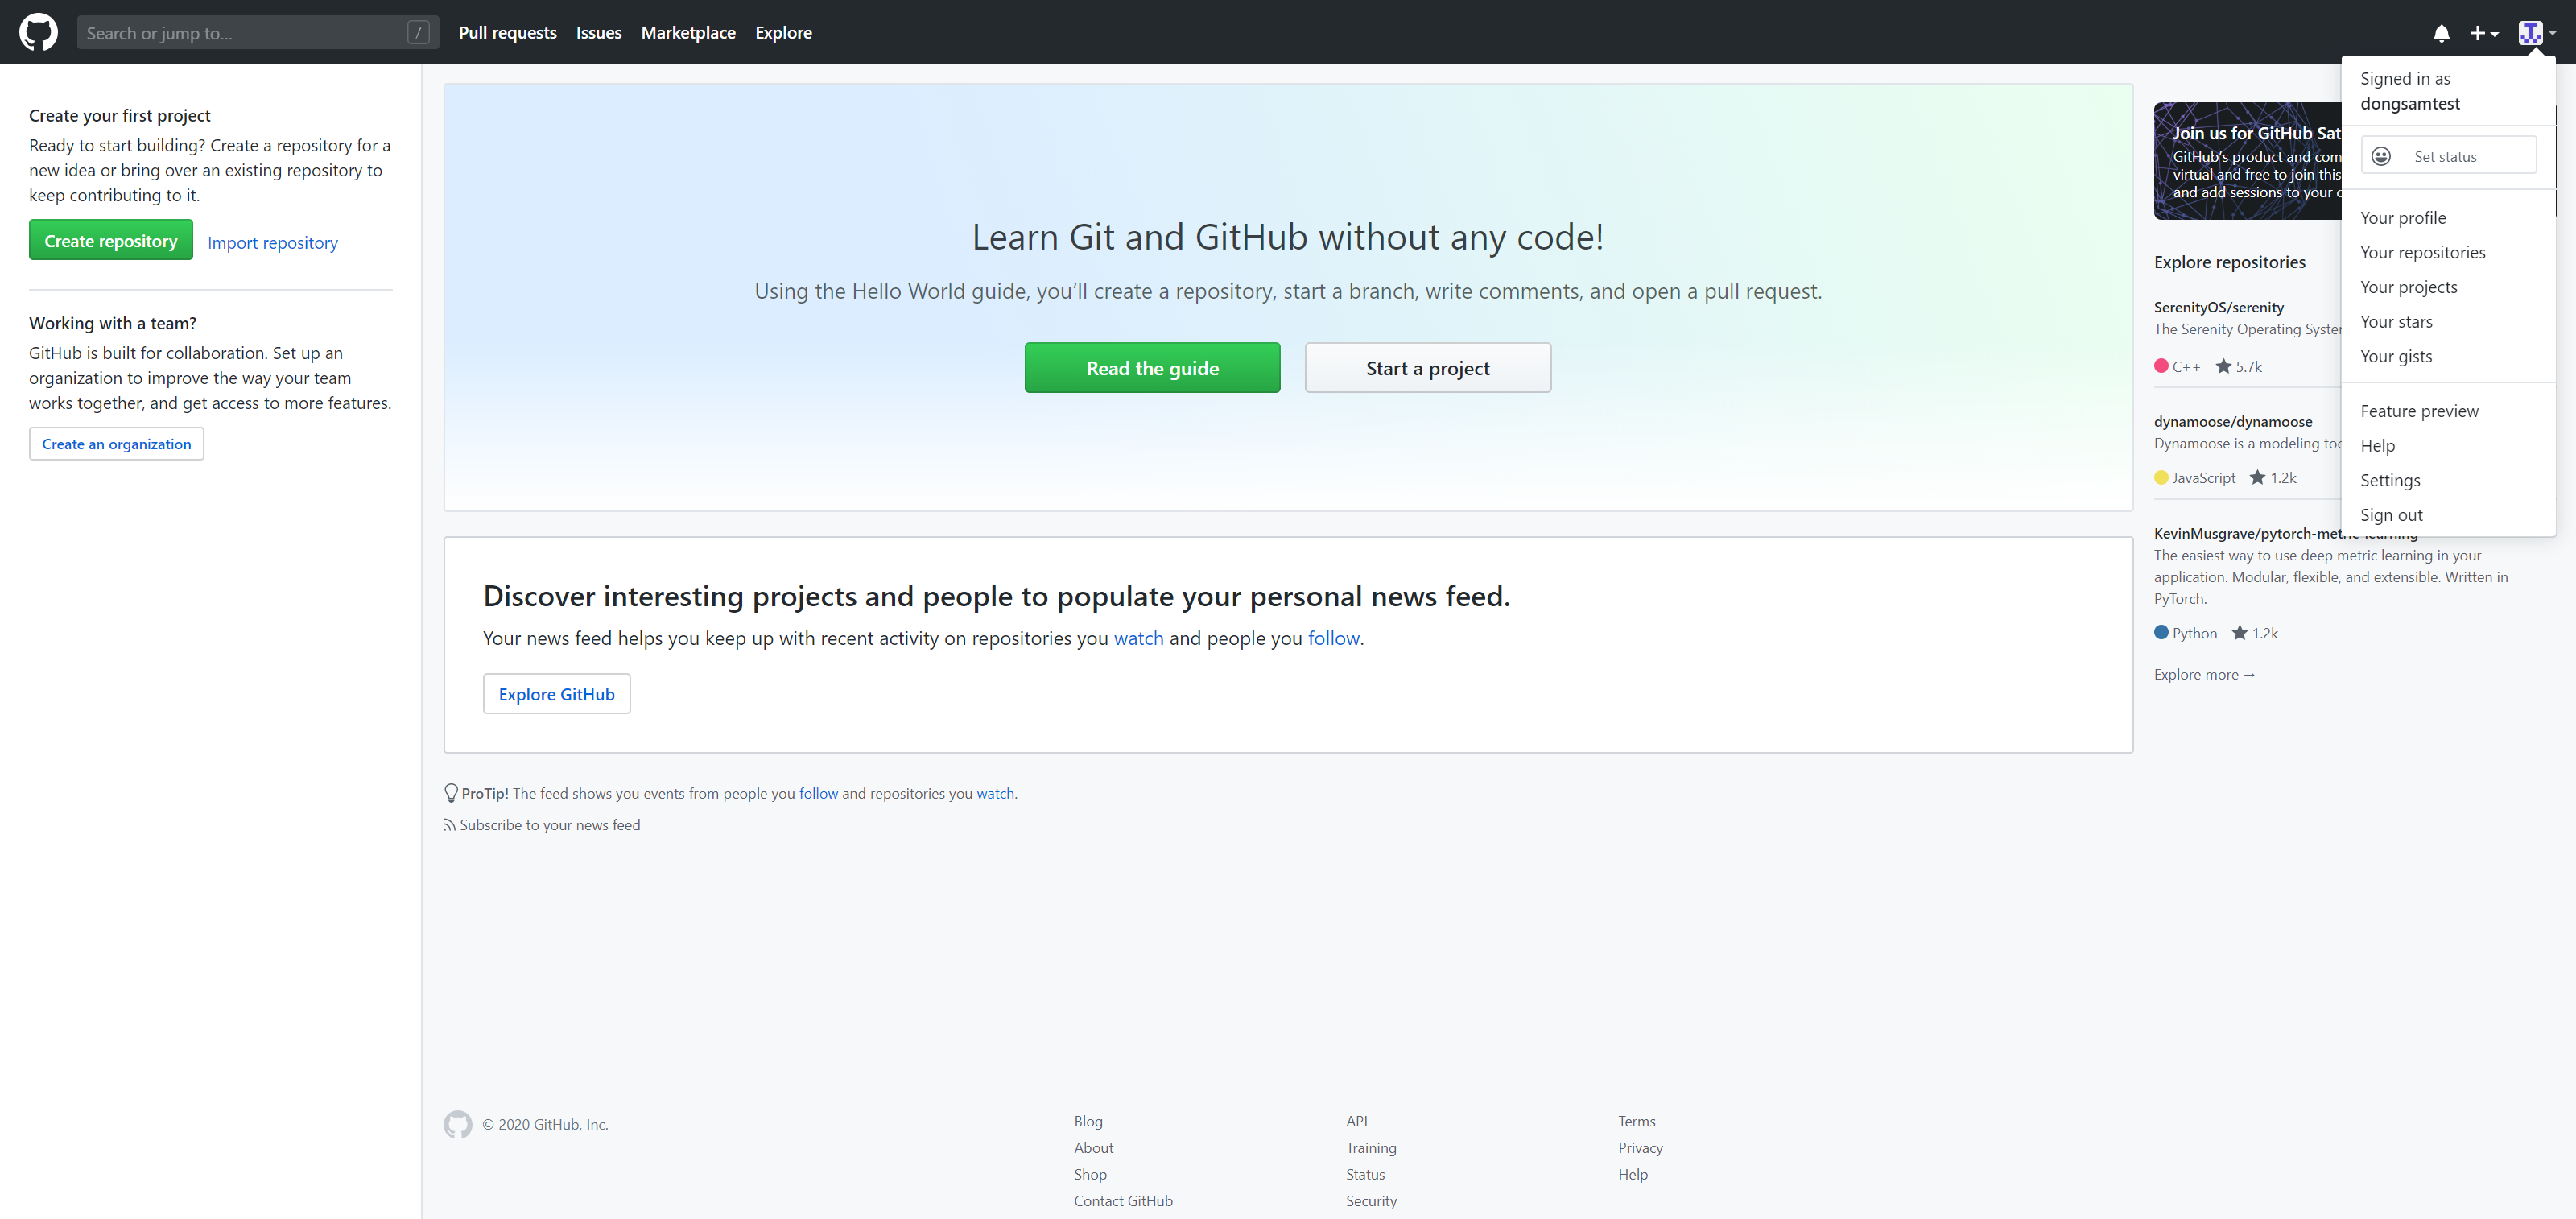 Search or jump to...
/
Pull requests
Issues
Marketplace
Explore
Create your first project
Ready to start building? Create a repository for a
new idea or bring over an existing repository to
keep contributing to it.
Create repository
Import repository
Working with a team?
GitHub is built for collaboration. Set up an
organization to improve the way your team
works together, and get access to more features.
Create an organization
Learn Git and GitHub without any code!
Using the Hello World guide, you’ll create a repository, start a branch, write comments, and open a pull request.
Read the guide
Start a project
Discover interesting projects and people to populate your personal news feed.
Your news feed helps you keep up with recent activity on repositories you watch and people you follow.
Explore GitHub
ProTip! The feed shows you events from people you follow and repositories you watch.
Subscribe to your news feed
Join us for GitHub Sat
GitHub’s product and com
virtual and free to join this
and add sessions to your
Explore repositories
SerenityOS/serenity
The Serenity Operating System
C++ 5.7k
dynamoose/dynamoose
Dynamoose is a modeling
JavaScript 1.2k
KevinMusgrave/pytorch-metric-learning
The easiest way to use deep metric learning in your
application. Modular, flexible, and extensible. Written in
PyTorch.
Python 1.2k
Explore more →
Signed in as
dongsamtest
Set status
Your profile
Your repositories
Your projects
Your stars
Your gists
Feature preview
Help
Settings
Sign out
© 2020 GitHub, Inc.
Blog
About
Shop
Contact GitHub
API
Training
Status
Security
Terms
Privacy
Help